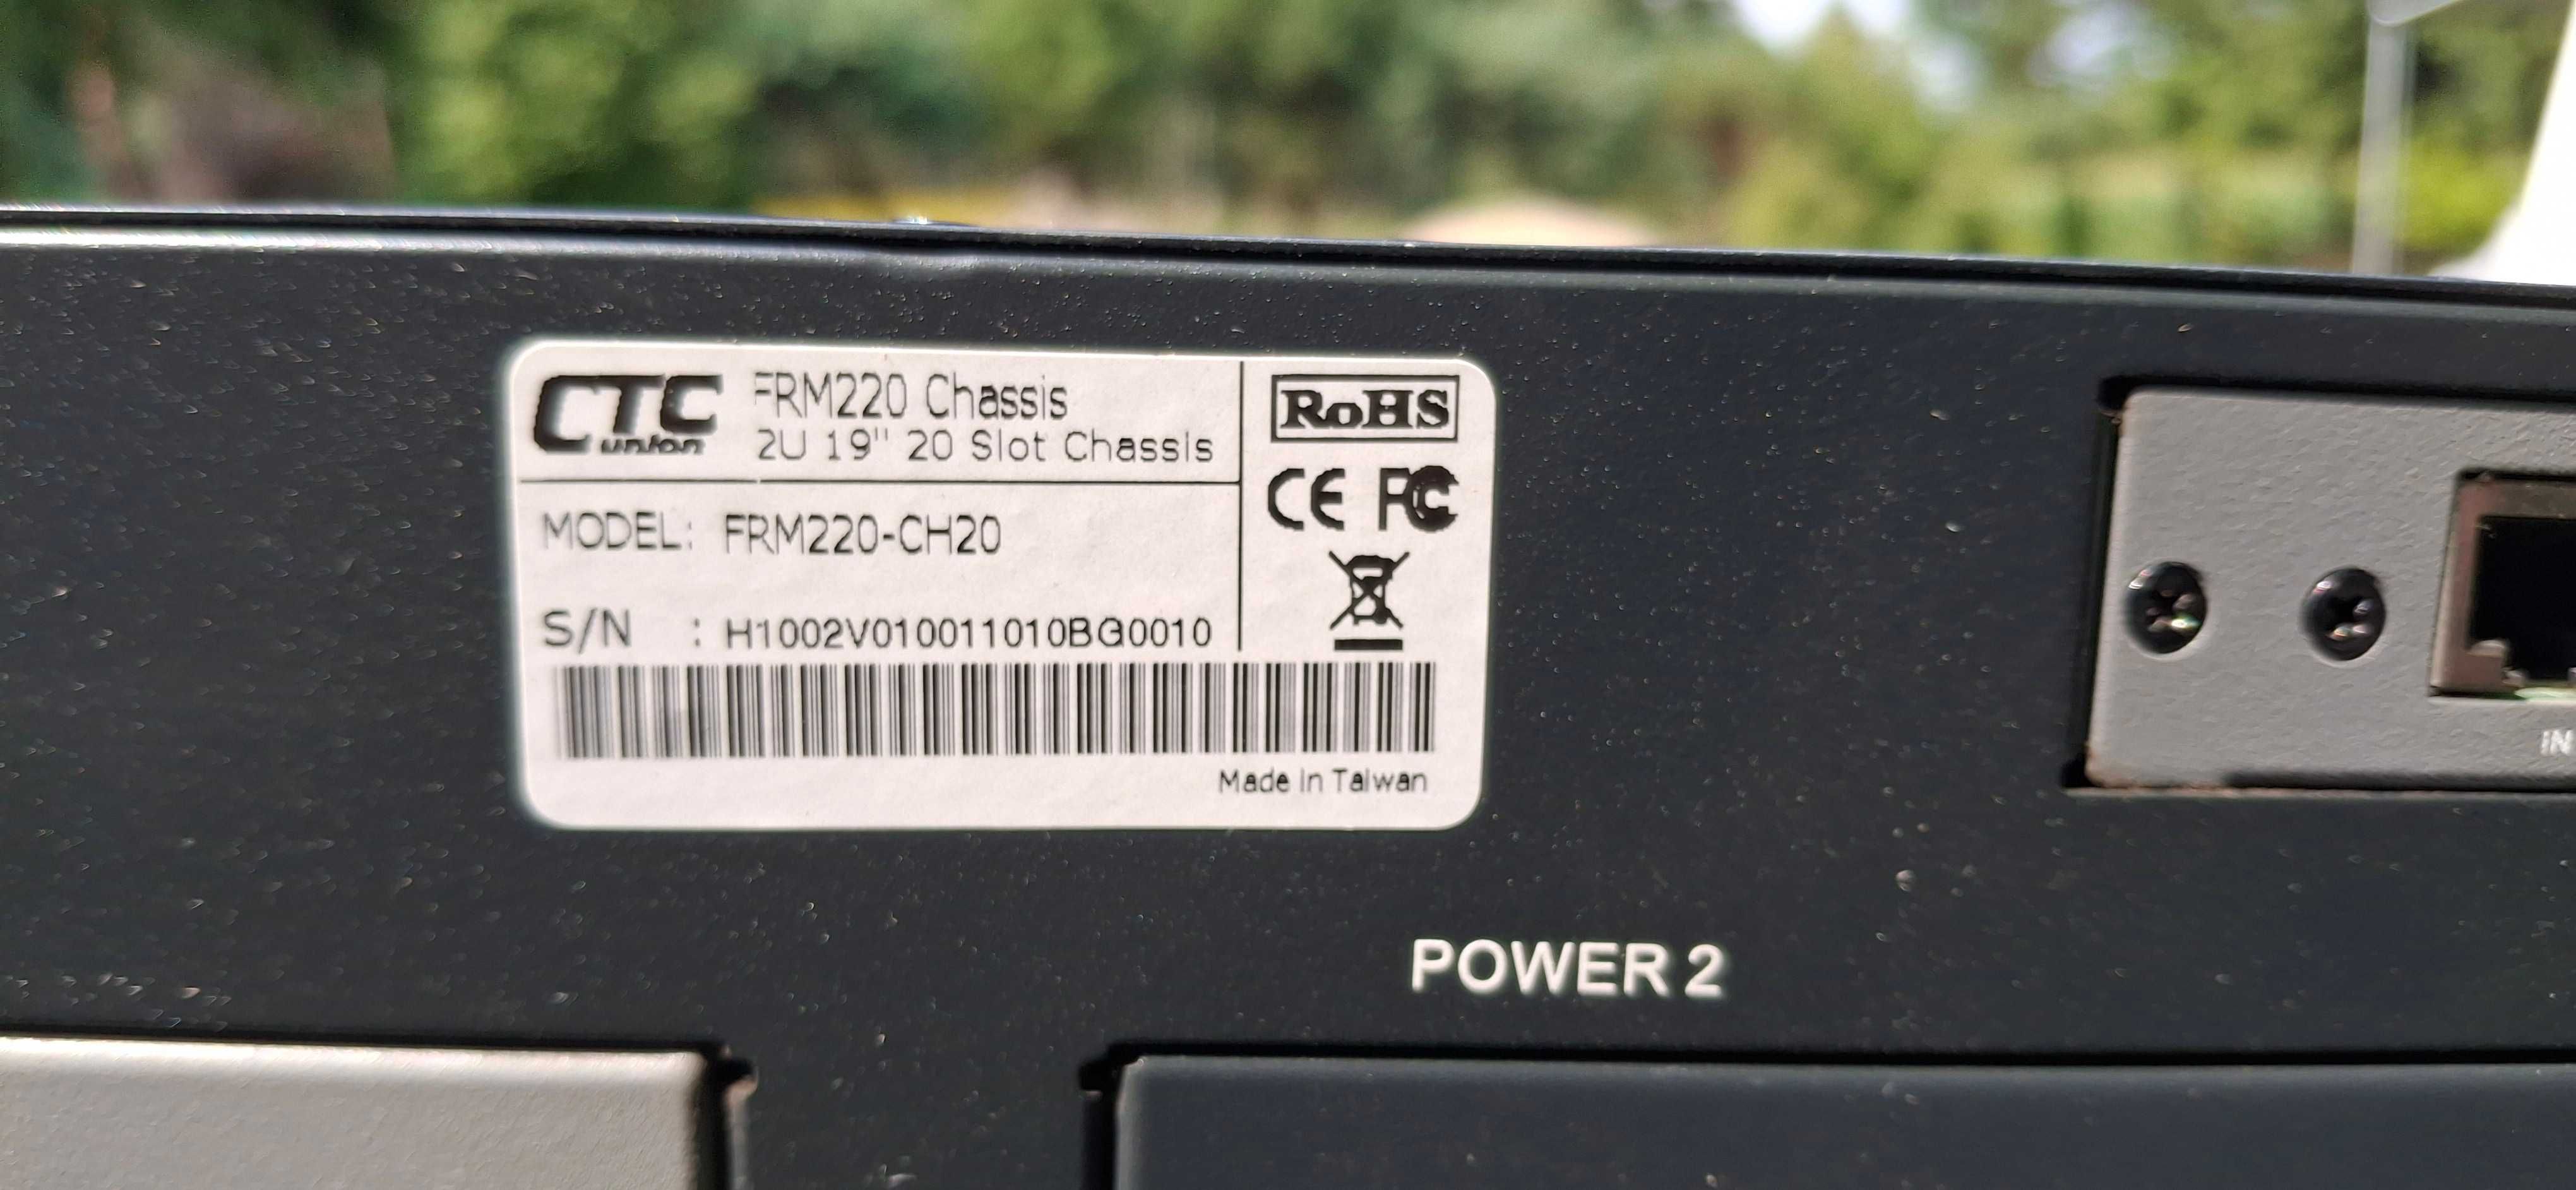 CTC union
FRM220 Chassis
2U 19" 20 Slot Chassis
MODEL: FRM220-CH20
S/N : H1002V010011010BG0010
RoHS
CE FC
Made in Taiwan
POWER 2
IN